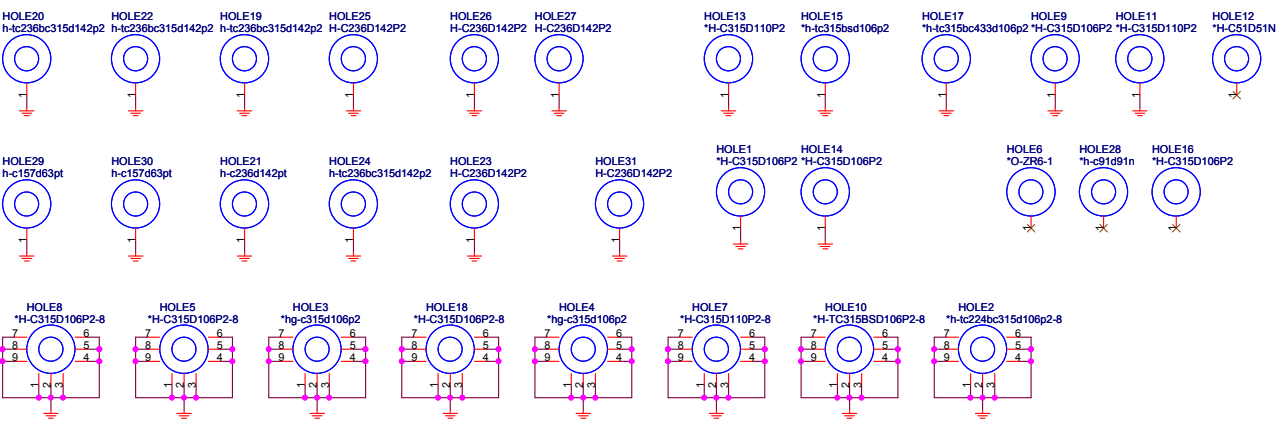 HOLE20 HOLE22 HOLE19 HOLE25 HOLE26 HOLE27 HOLE13 HOLE15 HOLE17 HOLE9 HOLE11 HOLE12
h-tc236bc315d142p2 h-tc236bc315d142p2 h-tc236bc315d142p2 H-C236D142P2 H-C236D142P2 H-C236D142P2 *H-C315D110P2 *h-tc315bsd106p2 *h-tc315bc433d106p2 *H-C315D106P2 *H-C315D110P2 *H-C51D51N
1 1 1 1 1 1 1 1 1 1 1 1
HOLE1 HOLE14 HOLE6 HOLE28 HOLE16
*H-C315D106P2 *H-C315D106P2 *O-ZR6-1 *h-c91d91n *H-C315D106P2
HOLE29 HOLE30 HOLE21 HOLE24 HOLE23 HOLE31
h-c157d63pt h-c157d63pt h-c236d142pt h-tc236bc315d142p2 H-C236D142P2 H-C236D142P2
1 1 1 1 1
1 1 1 1 1 1
HOLE8 HOLE5 HOLE3 HOLE18 HOLE4 HOLE7 HOLE10 HOLE2
*H-C315D106P2-8 *H-C315D106P2-8 *hg-c315d106p2 *H-C315D106P2-8 *hg-c315d106p2 *H-C315D110P2-8 *H-TC315BSD106P2-8 *h-tc224bc315d106p2-8
7 6 7 6 7 6 7 6 7 6 7 6 7 6 7 6
8 5 8 5 8 5 8 5 8 5 8 5 8 5 8 5
9 4 9 4 9 4 9 4 9 4 9 4 9 4 9 4
1 2 3 1 2 3 1 2 3 1 2 3 1 2 3 1 2 3 1 2 3 1 2 3